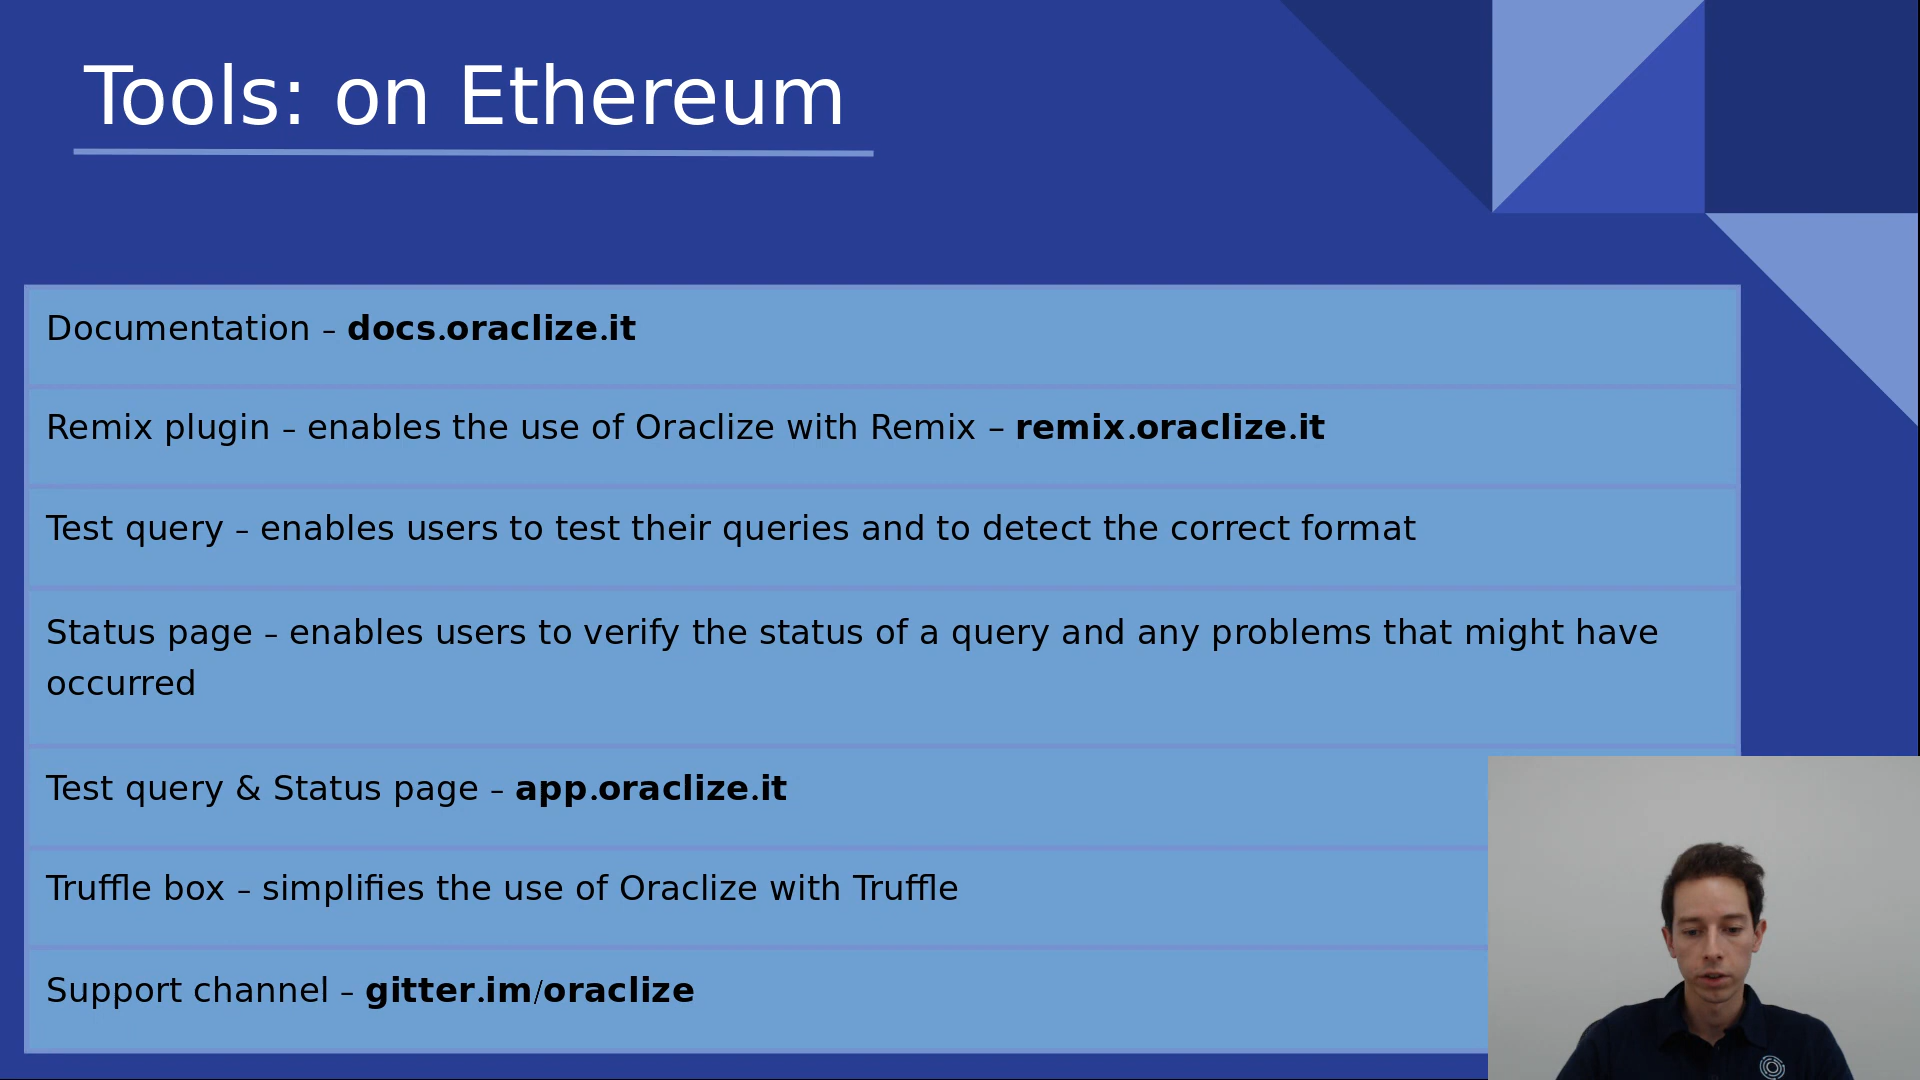 Tools: on Ethereum
Documentation – docs.oraclize.it
Remix plugin – enables the use of Oraclize with Remix – remix.oraclize.it
Test query – enables users to test their queries and to detect the correct format
Status page – enables users to verify the status of a query and any problems that might have
occurred
Test query & Status page – app.oraclize.it
Truffle box – simplifies the use of Oraclize with Truffle
Support channel – gitter.im/oraclize